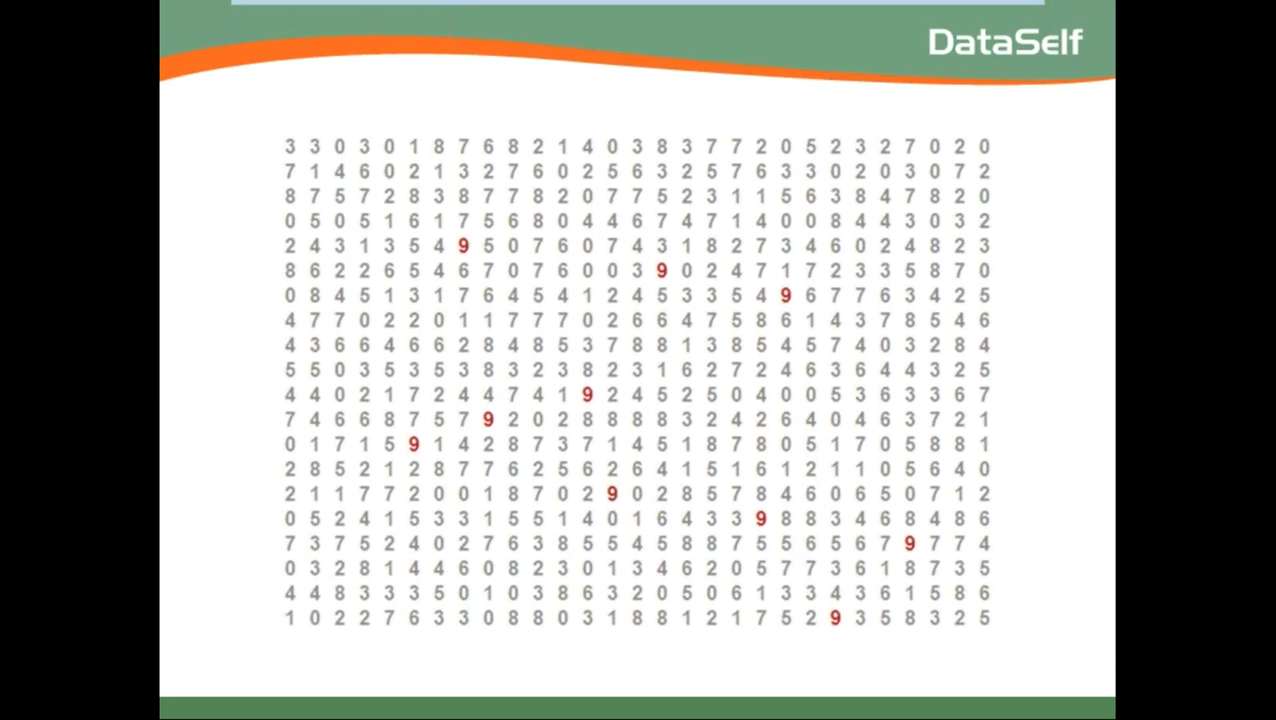 DataSelf
3 3 0 3 0 1 8 7 6 8 2 1 4 0 3 8 3 7 7 2 0 5 2 3 2 7 0 2 0
7 1 4 6 0 2 1 3 2 7 6 0 2 5 6 3 2 5 7 6 3 3 0 2 0 3 0 7 2
8 7 5 7 2 8 3 8 7 7 8 2 0 7 7 5 2 3 1 1 5 6 3 8 4 7 8 2 0
0 5 0 5 1 6 1 7 5 6 8 0 4 4 6 7 4 7 1 4 0 0 8 4 4 3 0 3 2
2 4 3 1 3 5 4 9 5 0 7 6 0 7 4 3 1 8 2 7 3 4 6 0 2 4 8 2 3
8 6 2 2 6 5 4 6 7 0 7 6 0 0 3 9 0 2 4 7 1 7 2 3 3 5 8 7 0
0 8 4 5 1 3 1 7 6 4 5 4 1 2 4 5 3 3 5 4 9 6 7 7 6 3 4 2 5
4 7 7 0 2 2 0 1 1 7 7 7 0 2 6 6 4 7 5 8 6 1 4 3 7 8 5 4 6
4 3 6 6 4 6 6 2 8 4 8 5 3 7 8 8 1 3 8 5 4 5 7 4 0 3 2 8 4
5 5 0 3 5 3 5 3 8 3 2 3 8 2 3 1 6 2 7 2 4 6 3 6 4 4 3 2 5
4 4 0 2 1 7 2 4 4 7 4 1 9 2 4 5 2 5 0 4 0 0 5 3 6 3 3 6 7
7 4 6 6 8 7 5 7 9 2 0 2 8 8 8 8 3 2 4 2 6 4 0 4 6 3 7 2 1
0 1 7 1 5 9 1 4 2 8 7 3 7 1 4 5 1 8 7 8 0 5 1 7 0 5 8 8 1
2 8 5 2 1 2 8 7 7 6 2 5 6 2 6 4 1 5 1 6 1 2 1 1 0 5 6 4 0
2 1 1 7 7 2 0 0 1 8 7 0 2 9 0 2 8 5 7 8 4 6 0 6 5 0 7 1 2
0 5 2 4 1 5 3 3 1 5 5 1 4 0 1 6 4 3 3 9 8 8 3 4 6 8 4 8 6
7 3 7 5 2 4 0 2 7 6 3 8 5 5 4 5 8 8 7 5 5 6 5 6 7 9 7 7 4
0 3 2 8 1 4 4 6 0 8 2 3 0 1 3 4 6 2 0 5 7 7 3 6 1 8 7 3 5
4 4 8 3 3 3 5 0 1 0 3 8 6 3 2 0 5 0 6 1 3 3 4 3 6 1 5 8 6
1 0 2 2 7 6 3 3 0 8 8 0 3 1 8 8 1 2 1 7 5 2 9 3 5 8 3 2 5